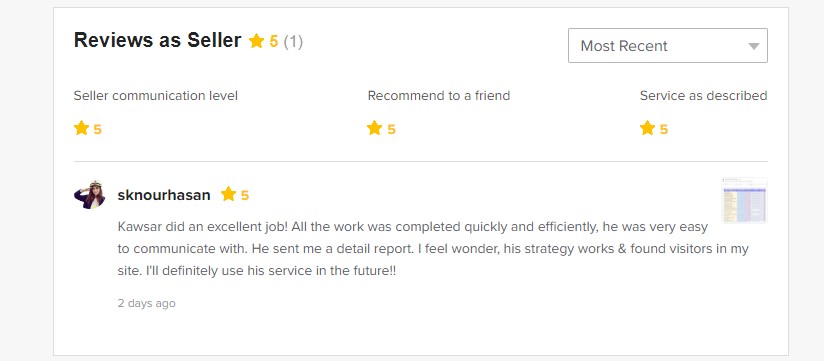 Reviews as Seller 5 (1)
Most Recent
Seller communication level
Recommend to a friend
Service as described
5
5
5
sknourhasan 5
Kawsar did an excellent job! All the work was completed quickly and efficiently, he was very easy
to communicate with. He sent me a detail report. I feel wonder, his strategy works & found visitors in my
site. I'll definitely use his service in the future!!
2 days ago